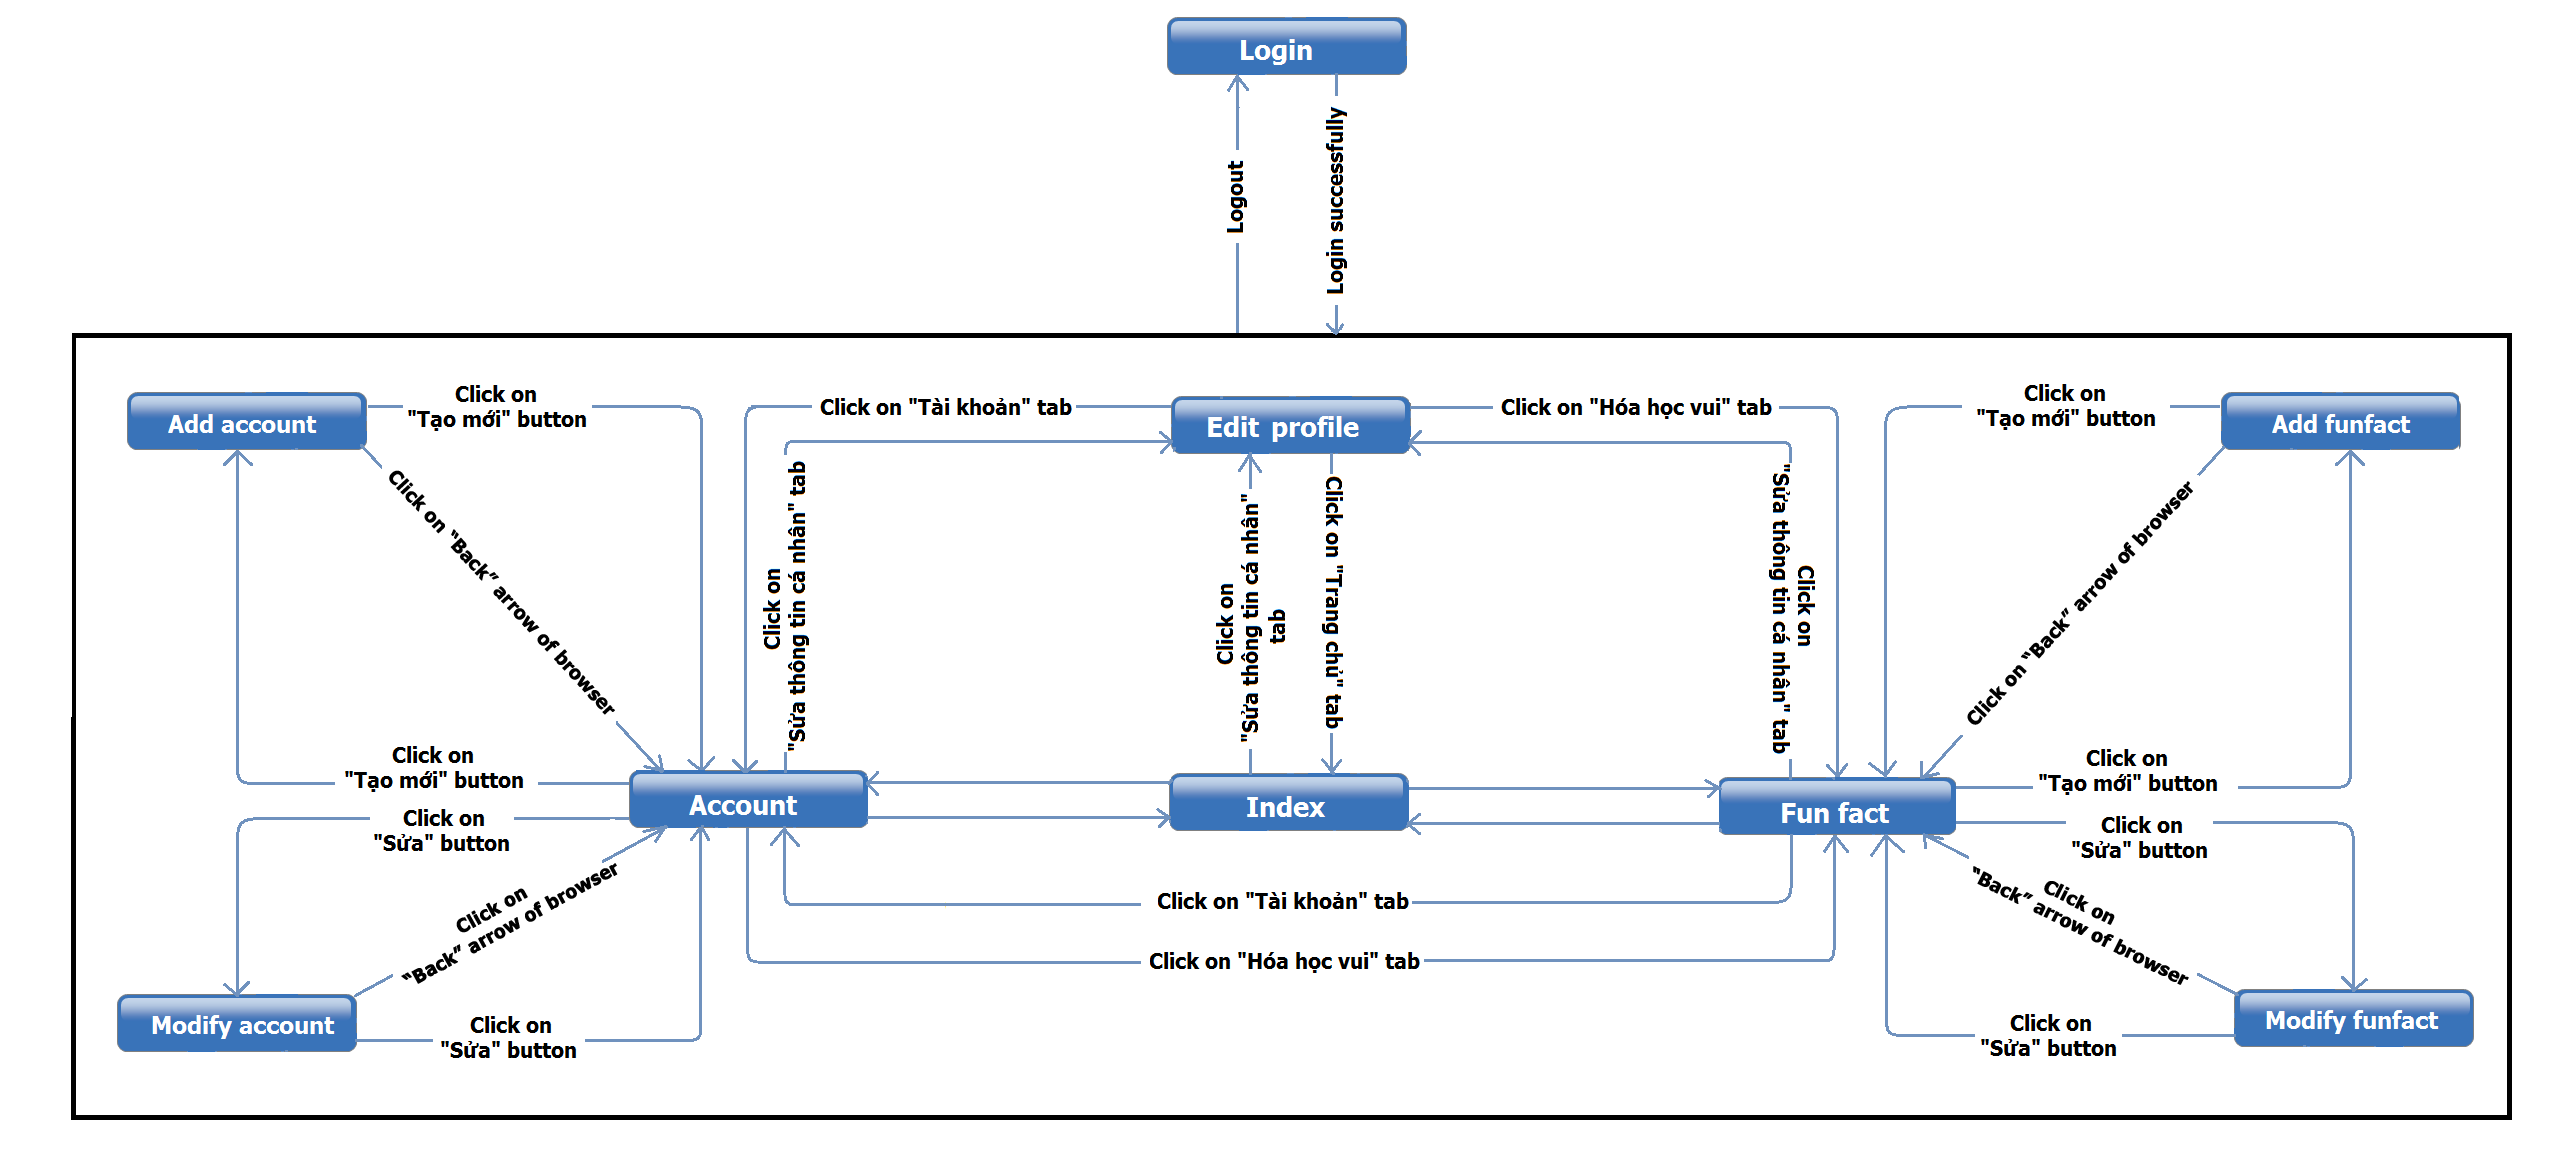 Login
Logout
Login successfully
Add account
Click on
"Tạo mới" button
Click on "Tài khoản" tab
Edit profile
Click on "Hóa học vui" tab
Click on
"Tạo mới" button
Add funfact
Click on “Back” arrow of browser
Click on
"Sửa thông tin cá nhân" tab
Click on
"Sửa thông tin cá nhân"
tab
Click on "Trang chủ" tab
Click on
"Sửa thông tin cá nhân" tab
Click on “Back” arrow of browser
Click on
"Tạo mới" button
Account
Index
Fun fact
Click on
"Tạo mới" button
Click on
"Sửa" button
Click on
"Sửa" button
Click on
“Back” arrow of browser
Click on "Tài khoản" tab
Click on
“Back” arrow of browser
Click on "Hóa học vui" tab
Modify account
Click on
"Sửa" button
Click on
"Sửa" button
Modify funfact